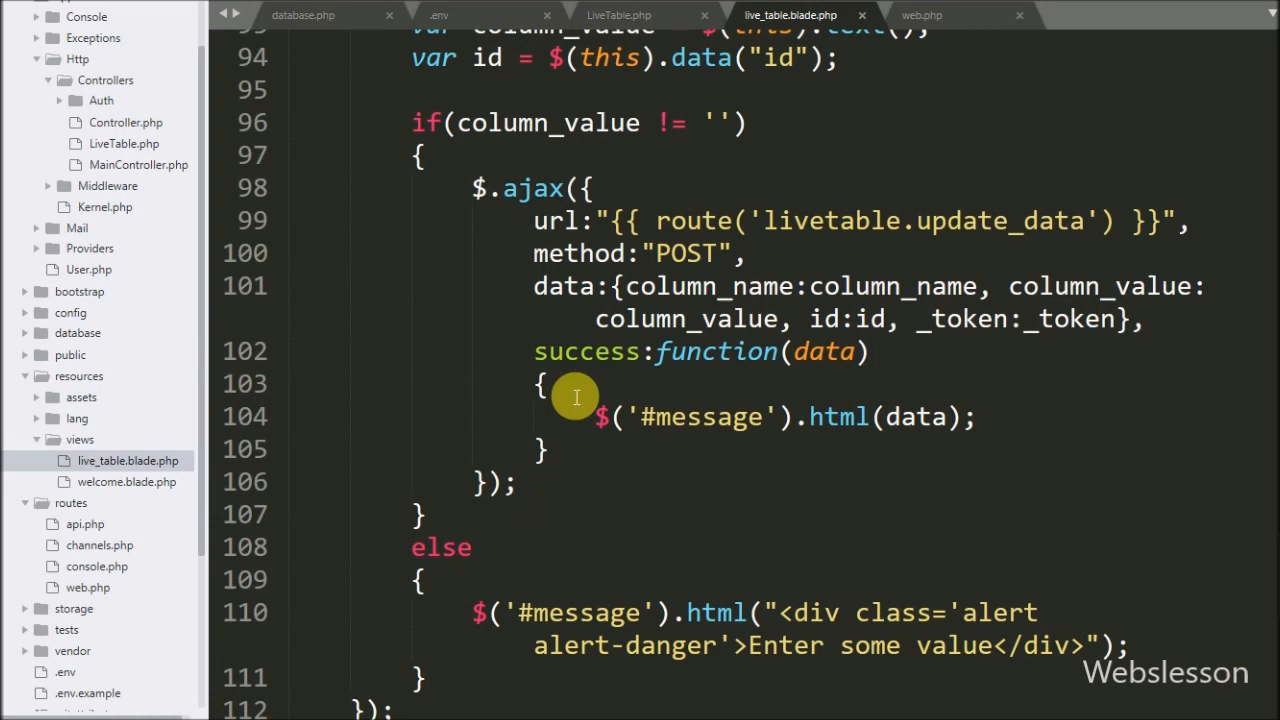 database.php
.env
LiveTable.php
live_table.blade.php
web.php
Console
Exceptions
Http
Controllers
Auth
Controller.php
LiveTable.php
MainController.php
Middleware
Kernel.php
Mail
Providers
User.php
bootstrap
config
database
public
resources
assets
lang
views
live_table.blade.php
welcome.blade.php
routes
api.php
channels.php
console.php
web.php
storage
tests
vendor
.env
.env.example
93 var column_value = $(this).text();
94 var id = $(this).data("id");
95
96 if(column_value != '')
97 {
98 $.ajax({
99 url:"{{ route('livetable.update_data') }}",
100 method:"POST",
101 data:{column_name:column_name, column_value:
column_value, id:id, _token:_token},
102 success:function(data)
103 {
104 $('#message').html(data);
105 }
106 });
107 }
108 else
109 {
110 $('#message').html("<div class='alert
alert-danger'>Enter some value</div>");
111 }
112 });
Webslesson